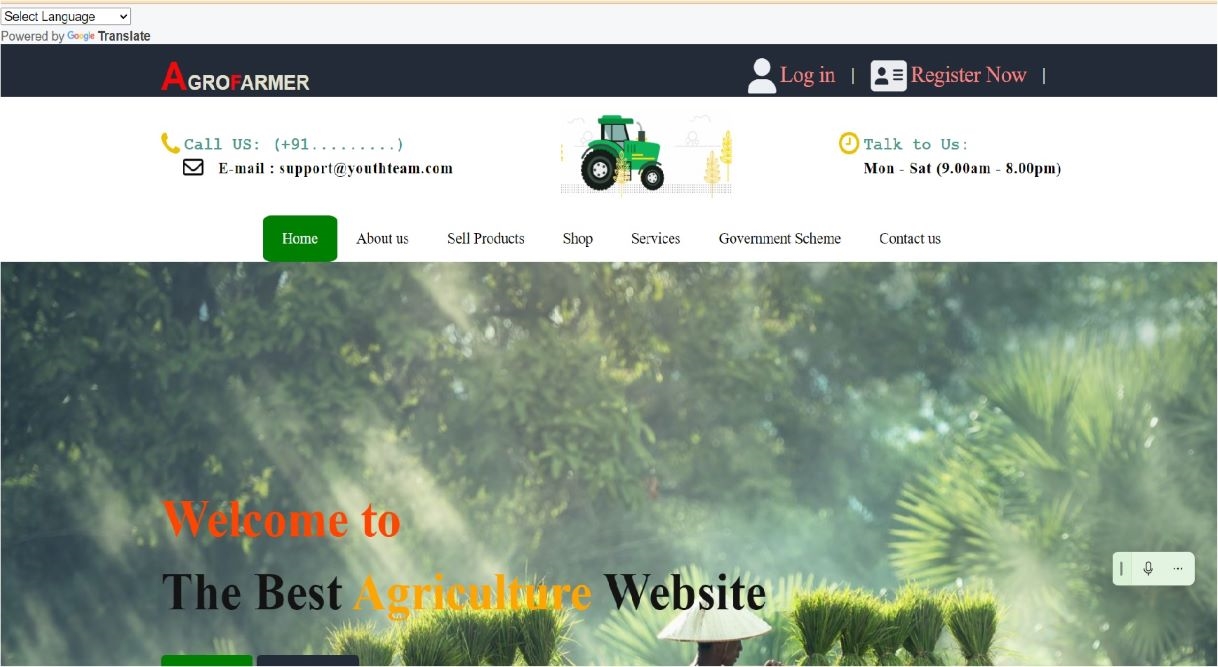 Select Language
Powered by Google Translate
AGROFARMER
Log in | Register Now |
Call US: (+91.........)
E-mail : support@youthteam.com
Talk to Us:
Mon - Sat (9.00am - 8.00pm)
Home About us Sell Products Shop Services Government Scheme Contact us
Welcome to
The Best Agriculture Website